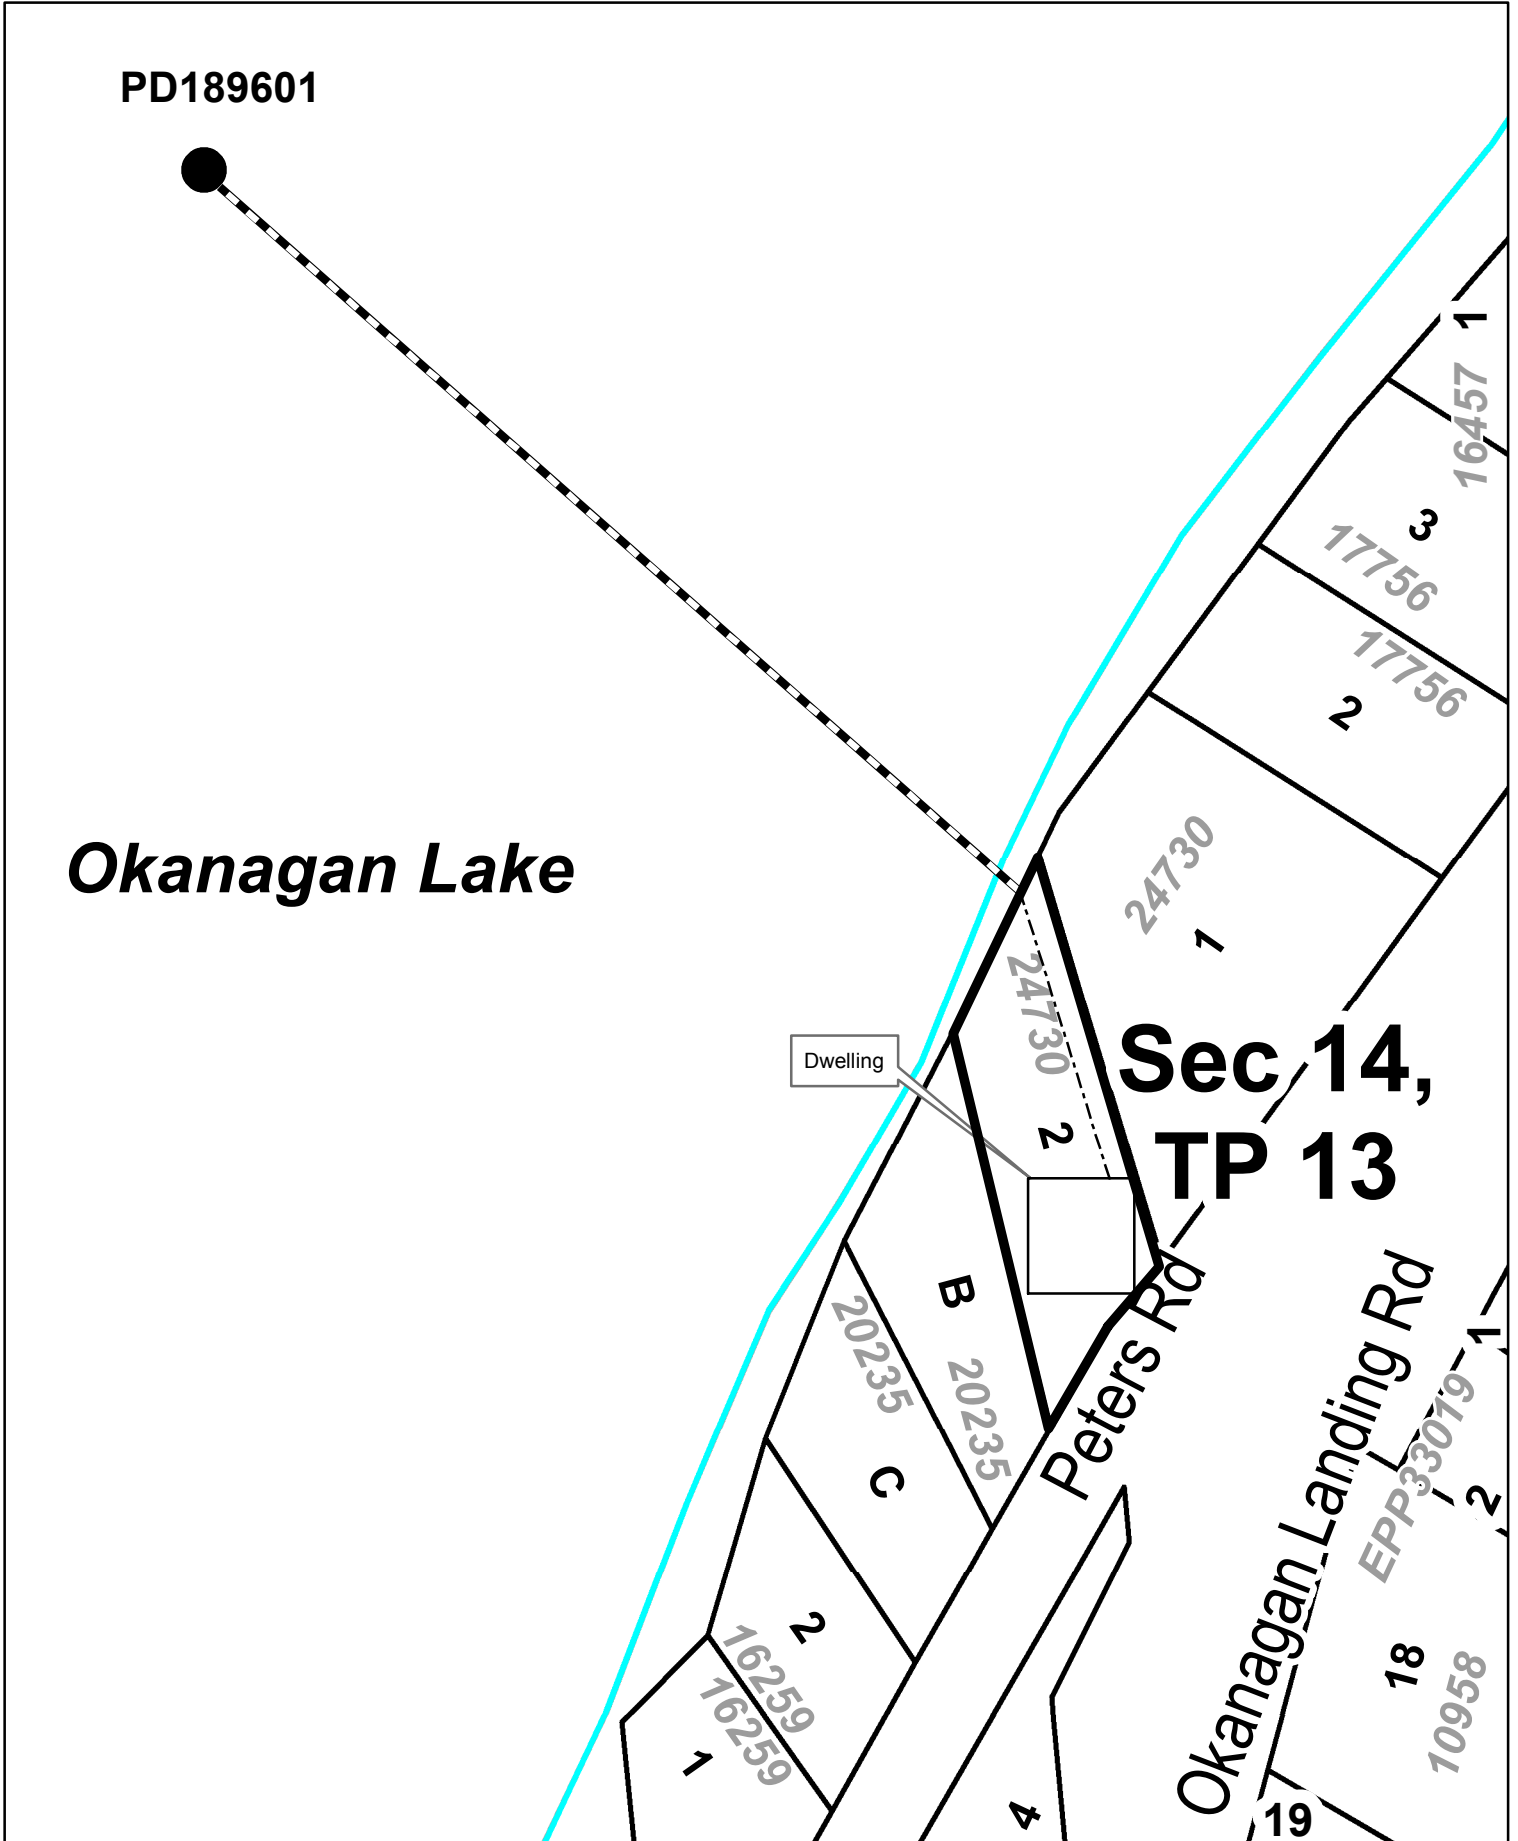 PD189601
1
16457
3
17756
17756
2
Okanagan Lake
24730
1
24730
Sec 14,
TP 13
Dwelling
2
B
20235
20235
Peters Rd
Okanagan Landing Rd
1
EPP33019
2
C
2
16259
16259
1
18
10958
4
19